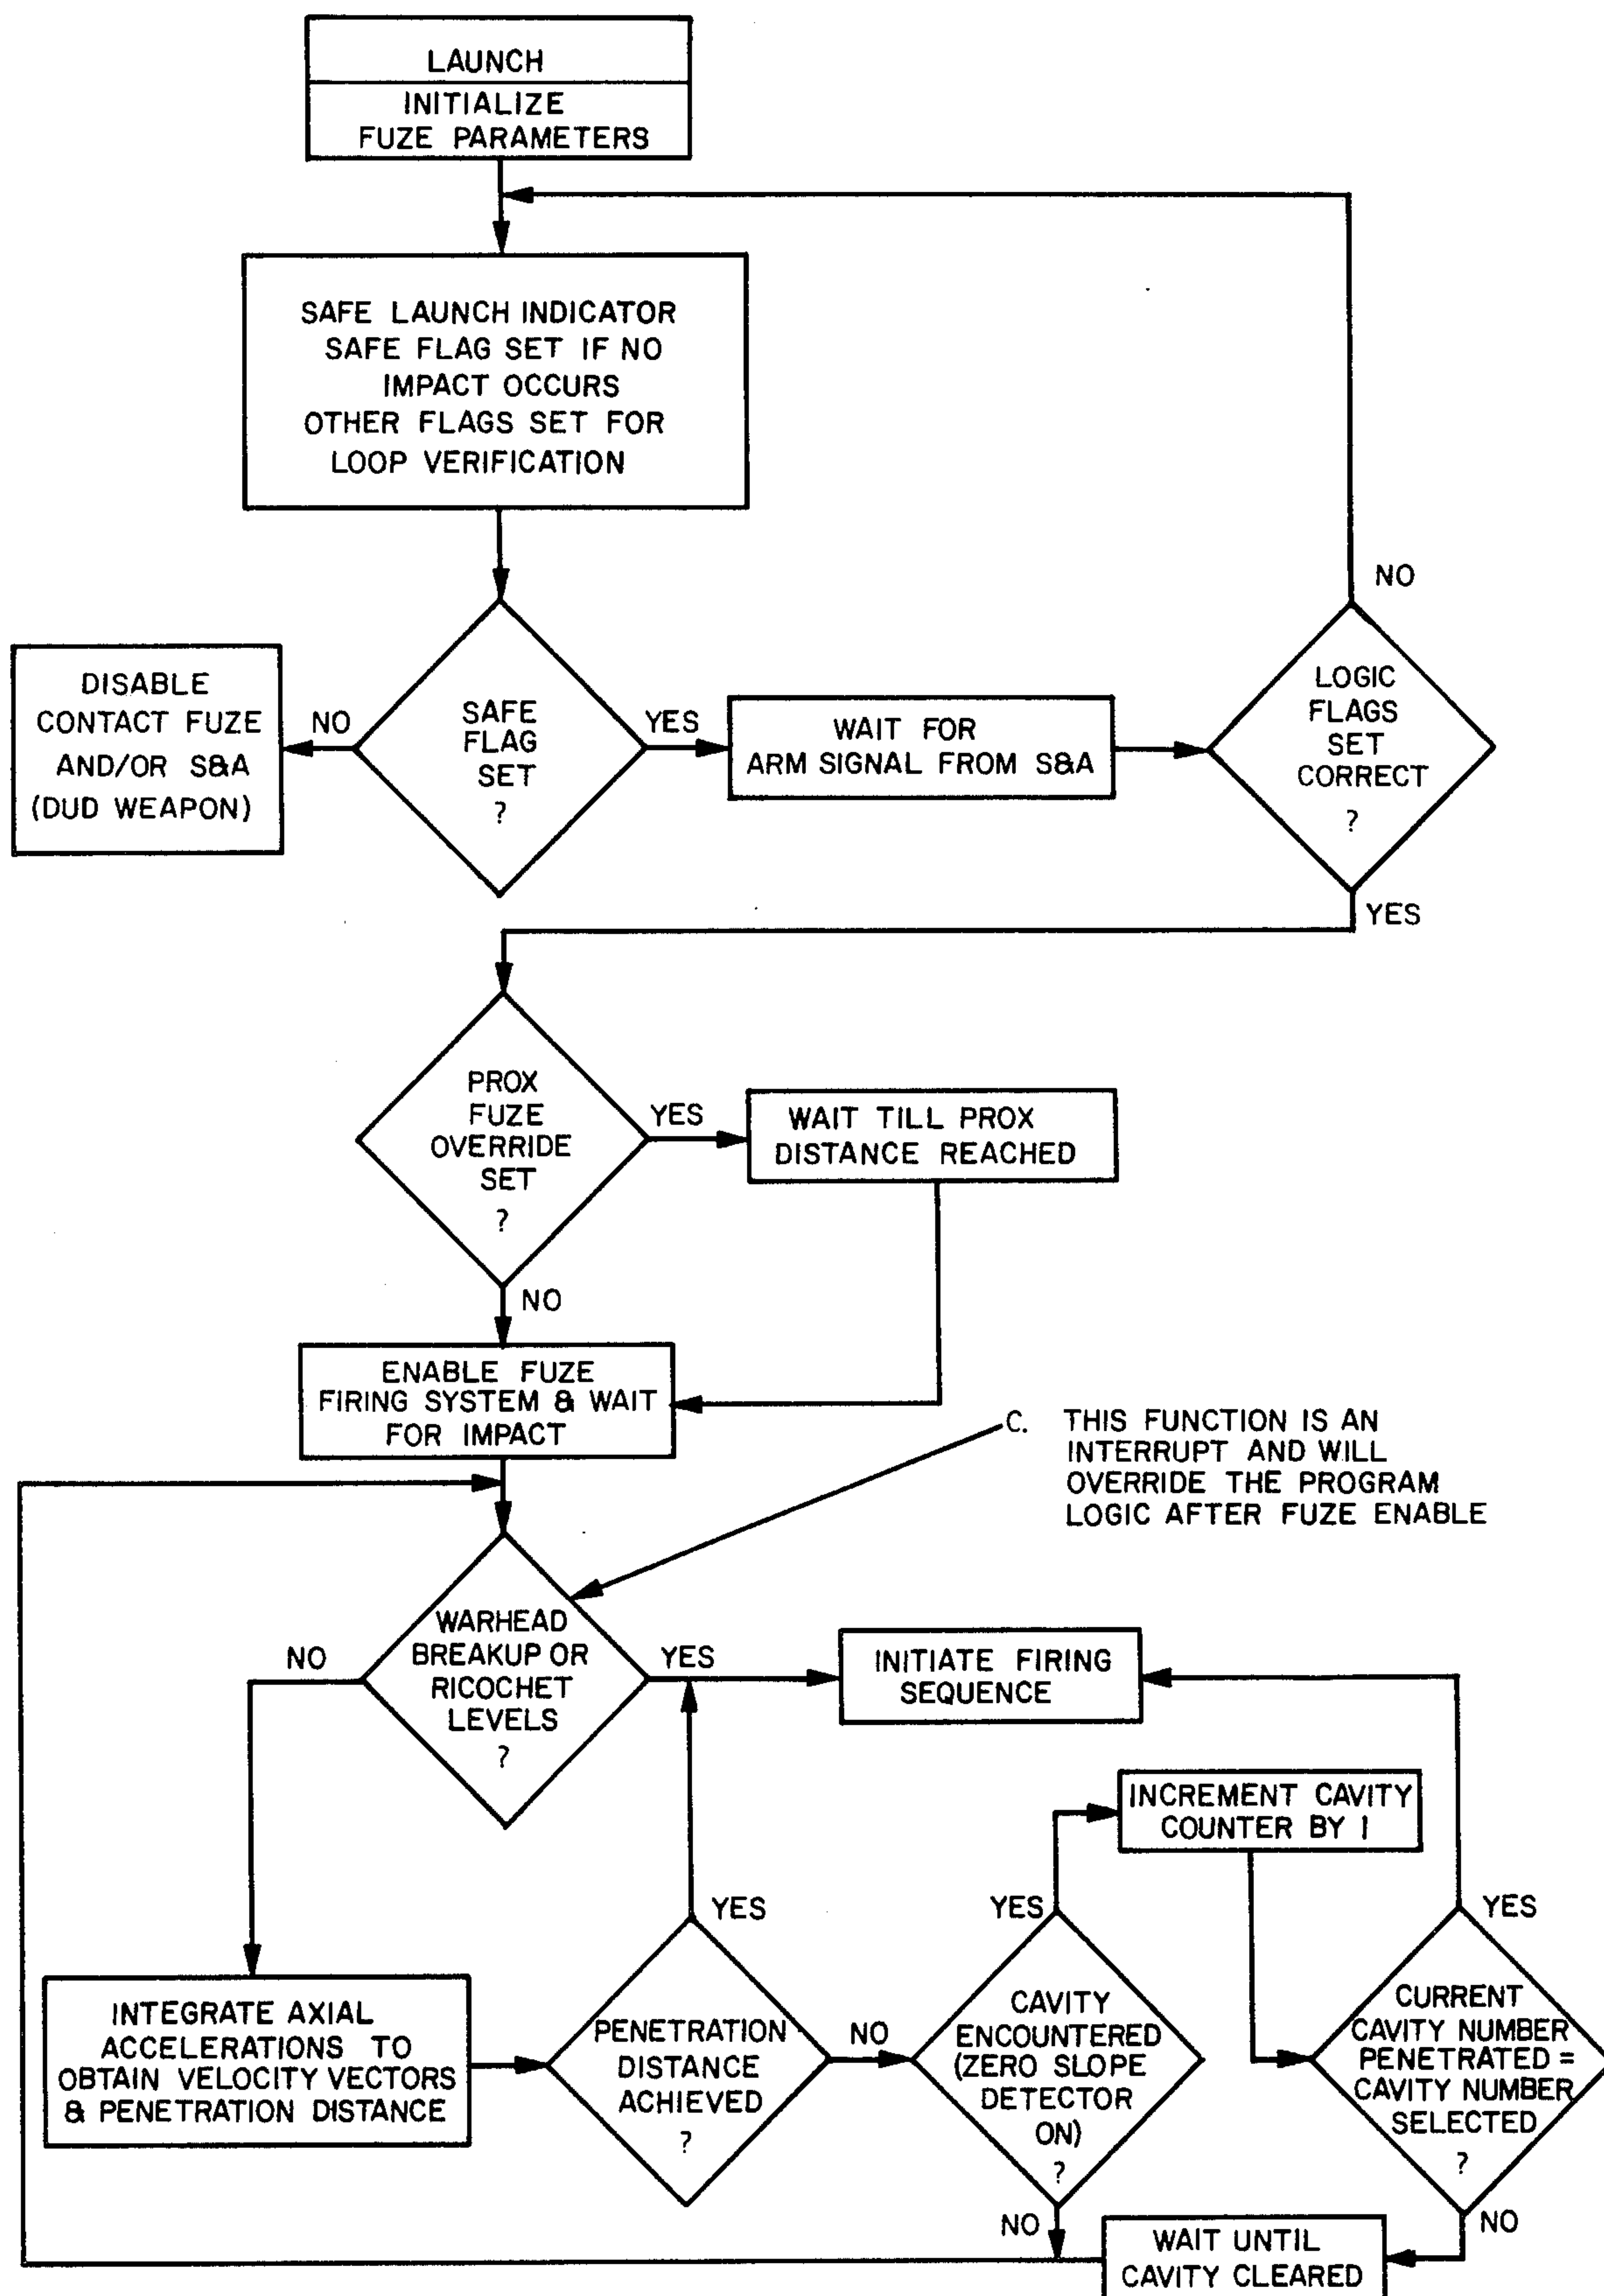 LAUNCH
INITIALIZE
FUZE PARAMETERS
SAFE LAUNCH INDICATOR
SAFE FLAG SET IF NO
IMPACT OCCURS
OTHER FLAGS SET FOR
LOOP VERIFICATION
DISABLE
CONTACT FUZE
AND/OR S&A
(DUD WEAPON)
NO
SAFE
FLAG
SET
?
YES
WAIT FOR
ARM SIGNAL FROM S&A
NO
LOGIC
FLAGS
SET
CORRECT
?
YES
PROX
FUZE
OVERRIDE
SET
?
YES
WAIT TILL PROX
DISTANCE REACHED
NO
ENABLE FUZE
FIRING SYSTEM & WAIT
FOR IMPACT
C. THIS FUNCTION IS AN
INTERRUPT AND WILL
OVERRIDE THE PROGRAM
LOGIC AFTER FUZE ENABLE
NO
WARHEAD
BREAKUP OR
RICOCHET
LEVELS
?
YES
INITIATE FIRING
SEQUENCE
INCREMENT CAVITY
COUNTER BY 1
INTEGRATE AXIAL
ACCELERATIONS TO
OBTAIN VELOCITY VECTORS
& PENETRATION DISTANCE
YES
PENETRATION
DISTANCE
ACHIEVED
?
NO
YES
CAVITY
ENCOUNTERED
(ZERO SLOPE
DETECTOR
ON)
?
NO
YES
CURRENT
CAVITY NUMBER
PENETRATED =
CAVITY NUMBER
SELECTED
?
NO
WAIT UNTIL
CAVITY CLEARED